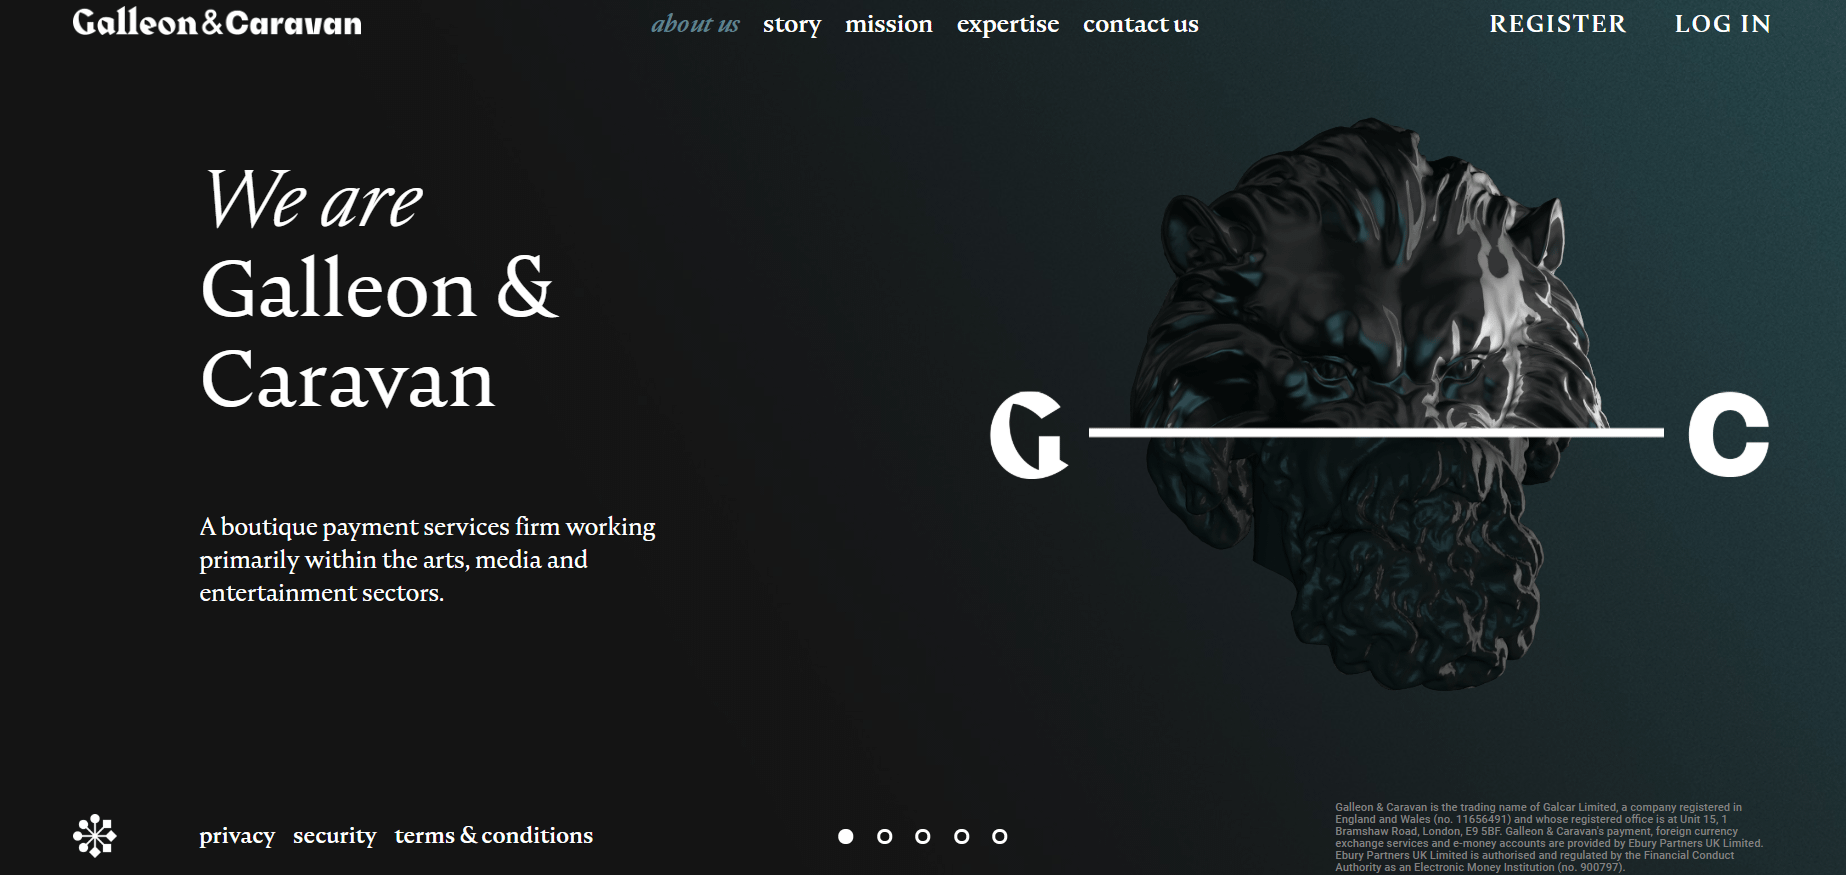 Galleon & Caravan
about us story mission expertise contact us
REGISTER LOG IN
We are
Galleon &
Caravan
G C
A boutique payment services firm working
primarily within the arts, media and
entertainment sectors.
privacy security terms & conditions
Galleon & Caravan is the trading name of Galcar Limited, a company registered in
England and Wales (no. 11656491) and whose registered office is at Unit 15, 1
Bramshaw Road, London, E9 5BF. Galleon & Caravan's payment, foreign currency
exchange services and e-money accounts are provided by Ebury Partners UK Limited.
Ebury Partners UK Limited is authorised and regulated by the Financial Conduct
Authority as an Electronic Money Institution (no. 900797).